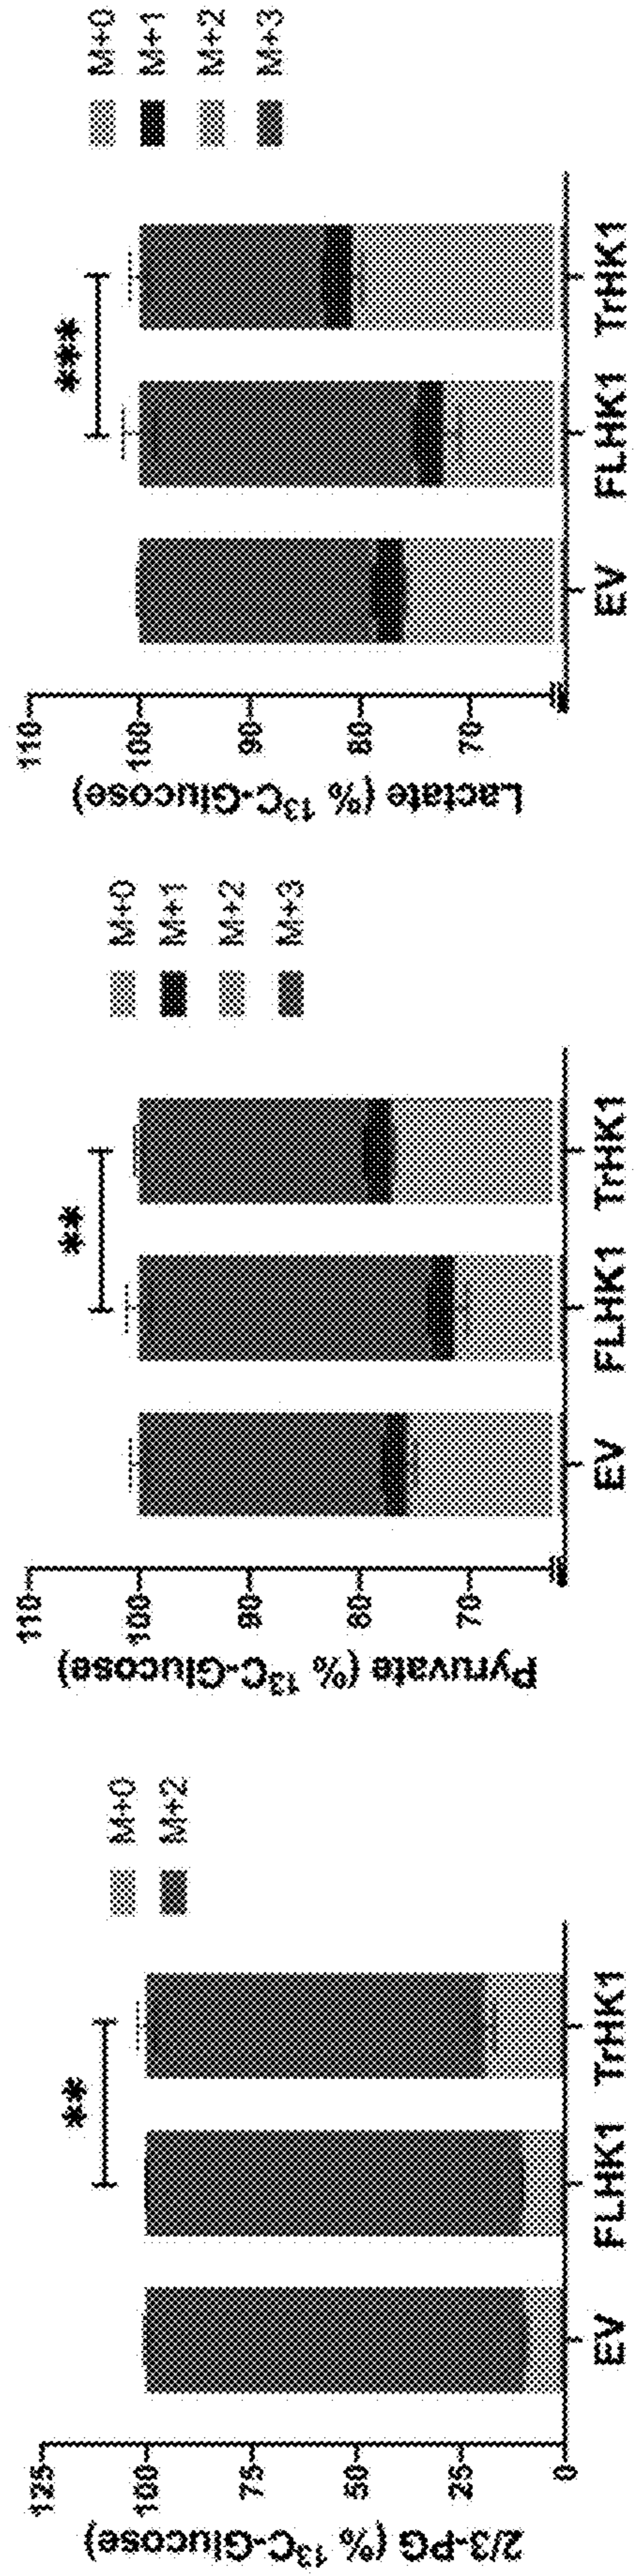 2/3-PG (% ¹³C-Glucose)
125
100
75
50
25
0
**
EV FLHK1 TrHK1
M+0
M+2
Pyruvate (% ¹³C-Glucose)
110
100
90
80
70
**
EV FLHK1 TrHK1
M+0
M+1
M+2
M+3
Lactate (% ¹³C-Glucose)
110
100
90
80
70
***
EV FLHK1 TrHK1
M+0
M+1
M+2
M+3